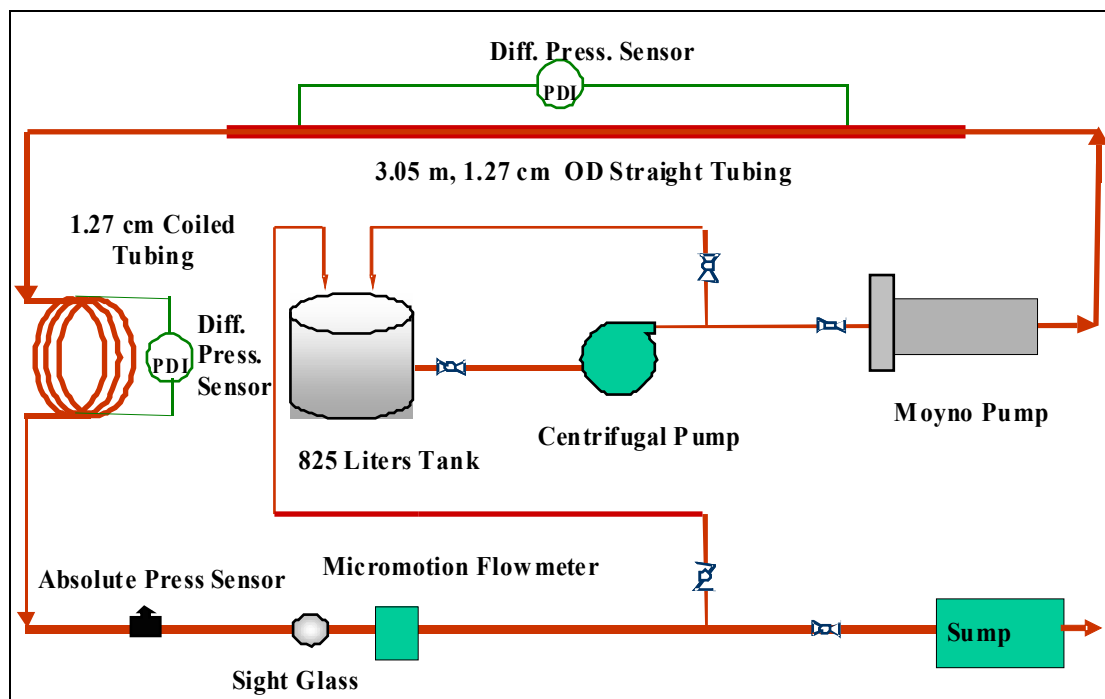 Diff. Press. Sensor
PDI
3.05 m, 1.27 cm OD Straight Tubing
1.27 cm Coiled
Tubing
Diff.
Press.
Sensor
PDI
825 Liters Tank
Centrifugal Pump
Moyno Pump
Absolute Press Sensor
Micromotion Flowmeter
Sight Glass
Sump